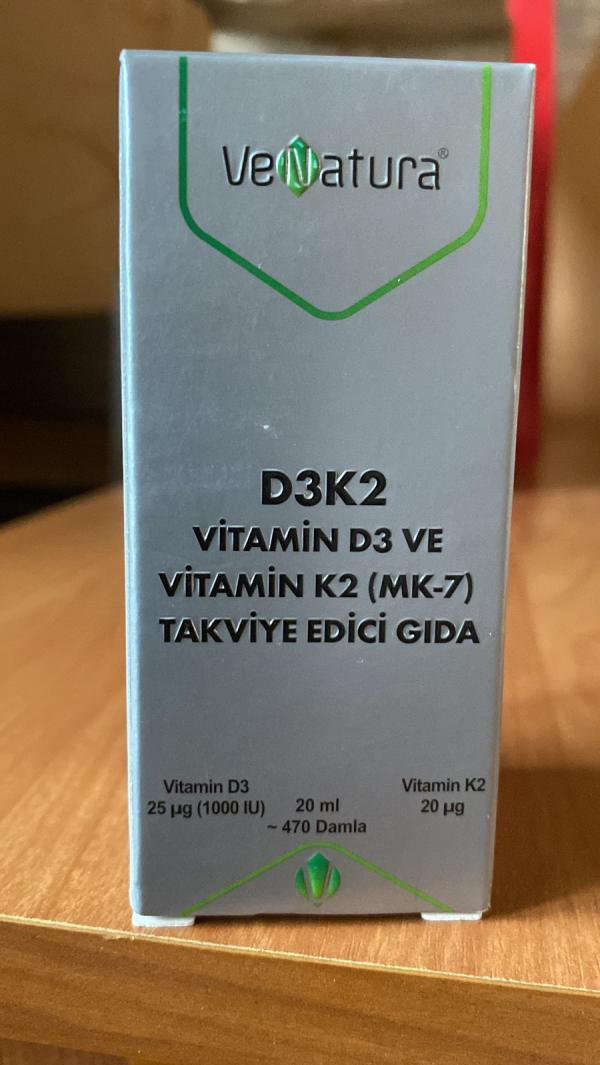 VeNatura®
D3K2
VİTAMİN D3 VE
VİTAMİN K2 (MK-7)
TAKVİYE EDİCİ GIDA
Vitamin D3
25 µg (1000 IU)
20 ml
~ 470 Damla
Vitamin K2
20 µg